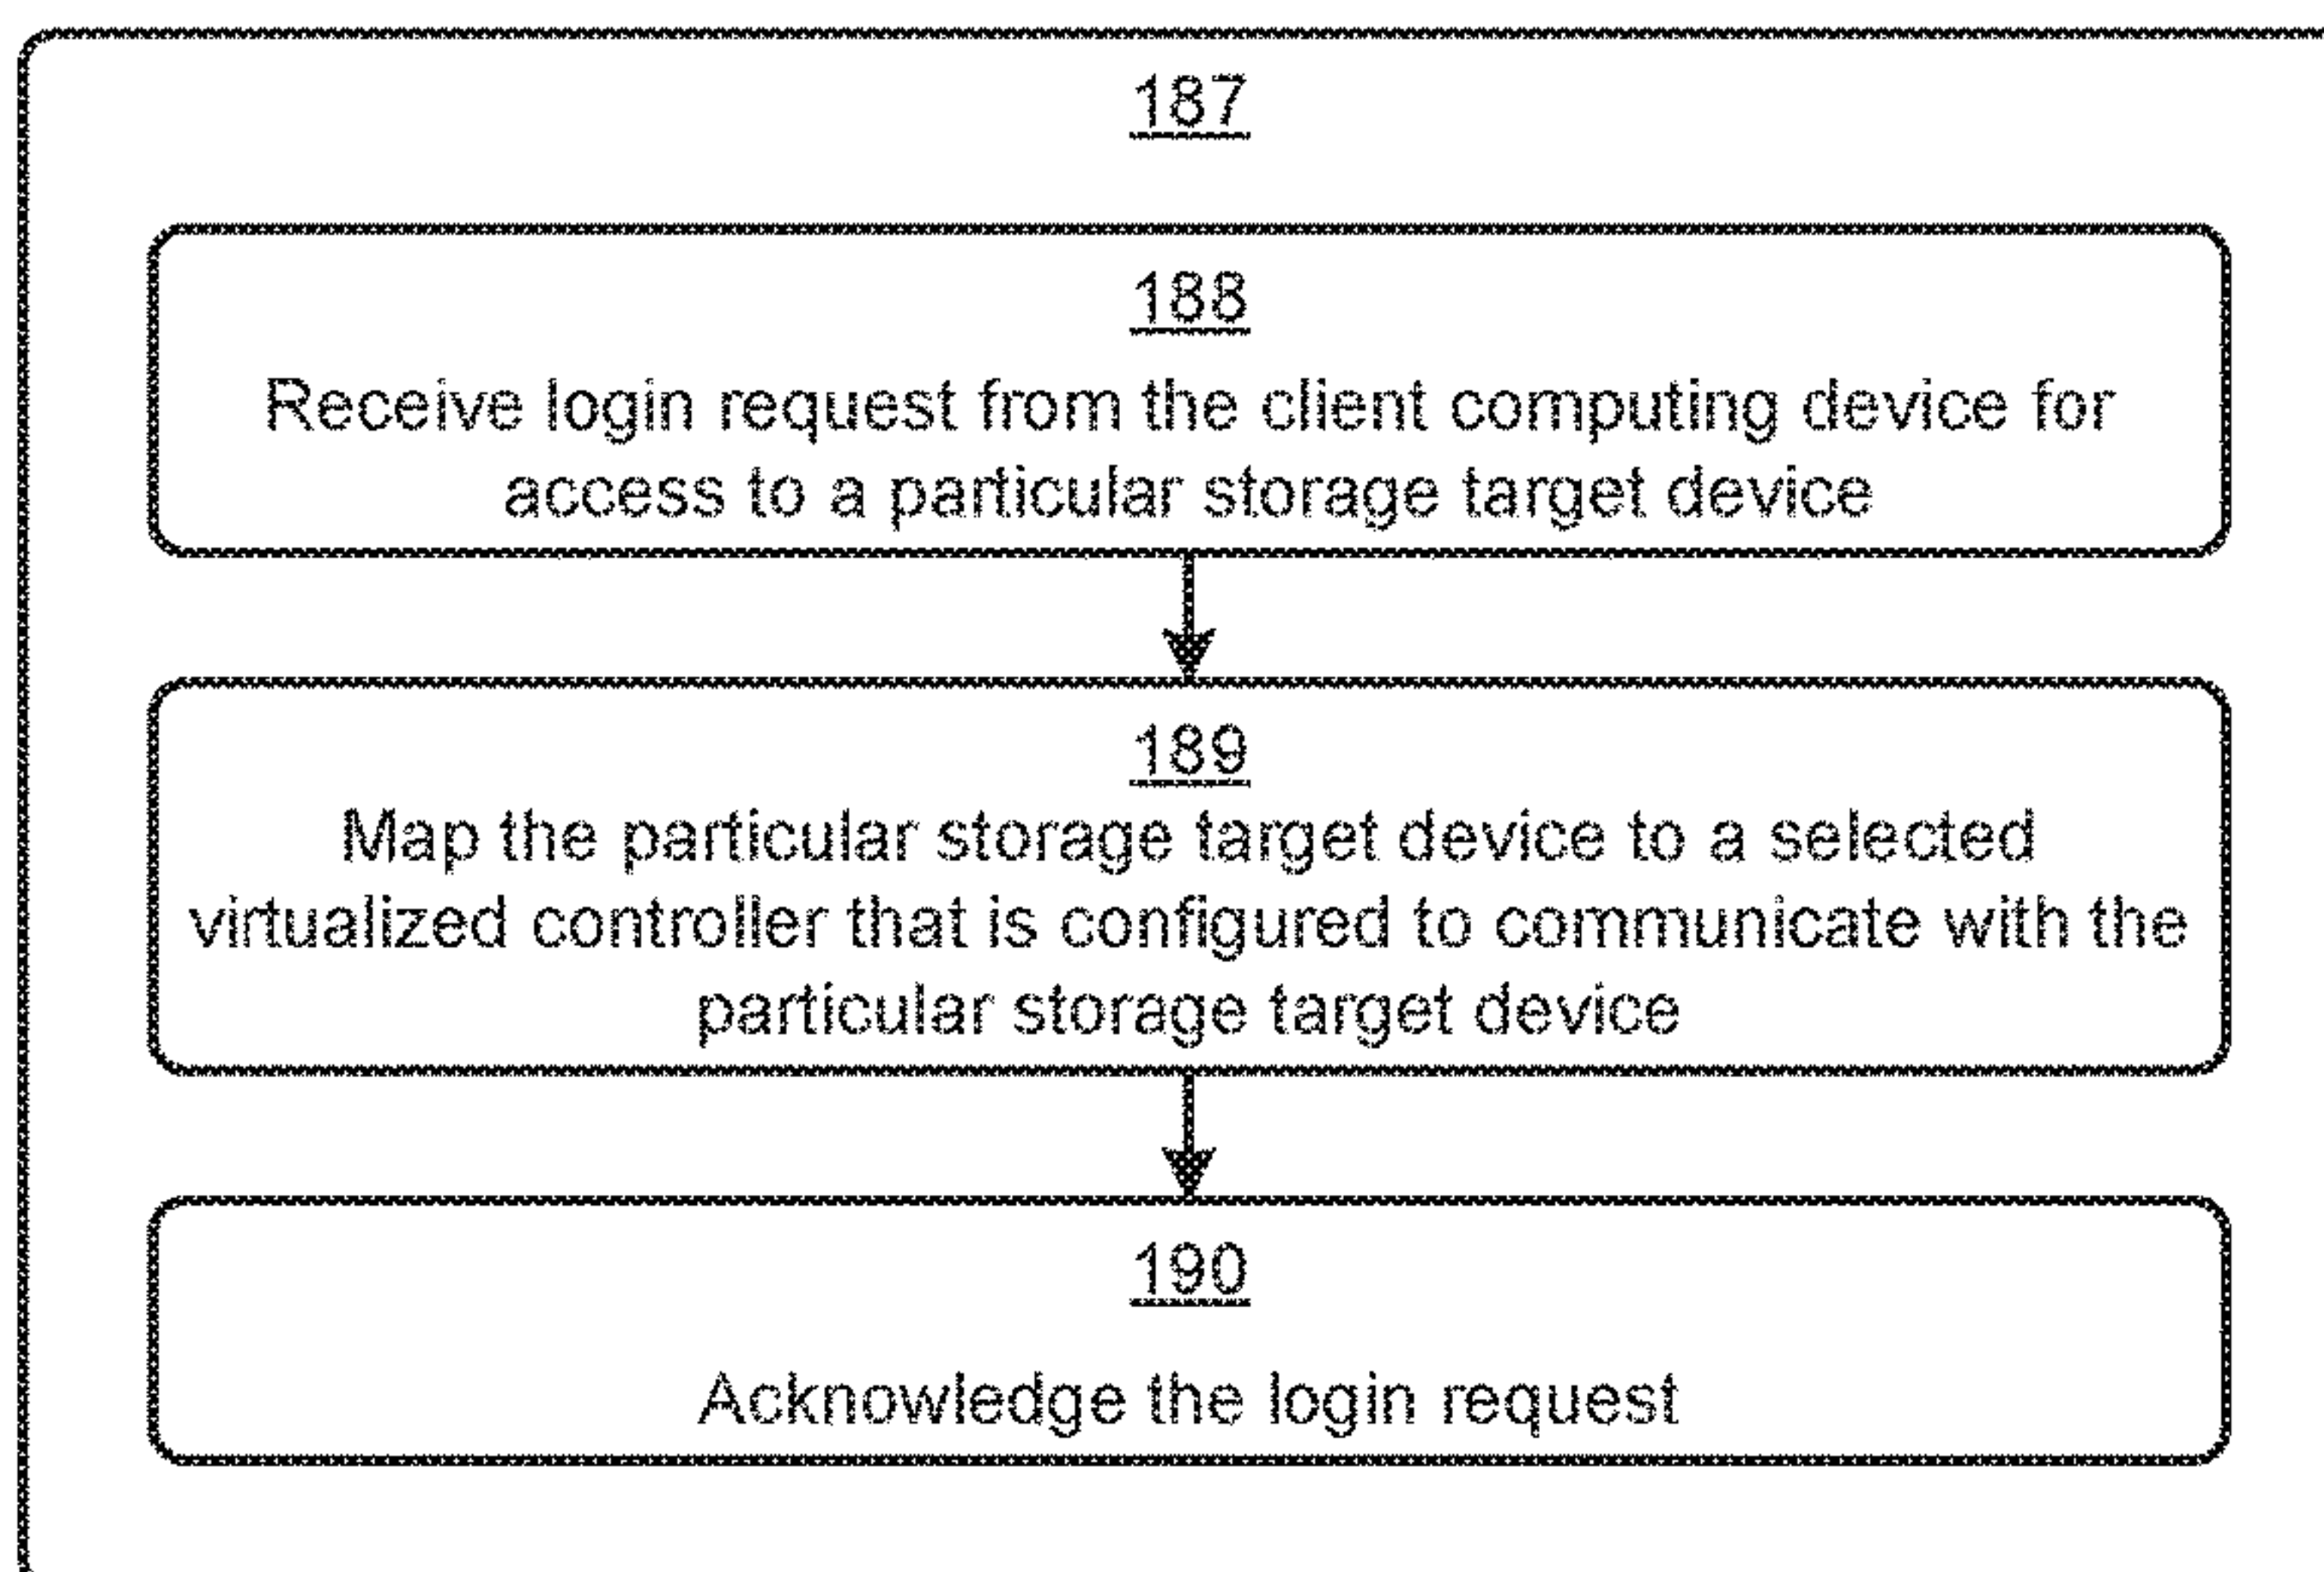 187
188
Receive login request from the client computing device for
access to a particular storage target device
189
Map the particular storage target device to a selected
virtualized controller that is configured to communicate with the
particular storage target device
190
Acknowledge the login request